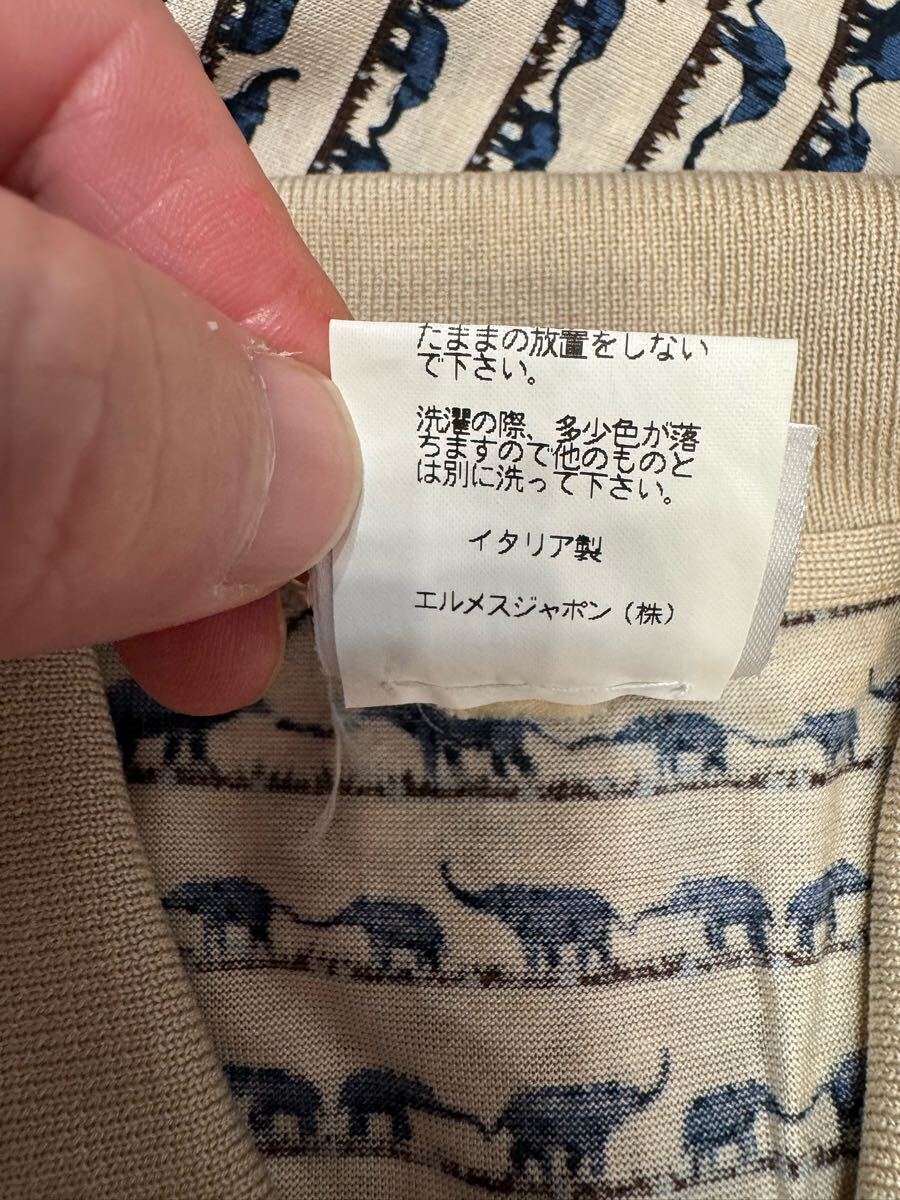 たままの放置をしない
で下さい。
洗濯の際、多少色が落
ちますので他のものと
は別に洗って下さい。
イタリア製
エルメスジャポン(株)